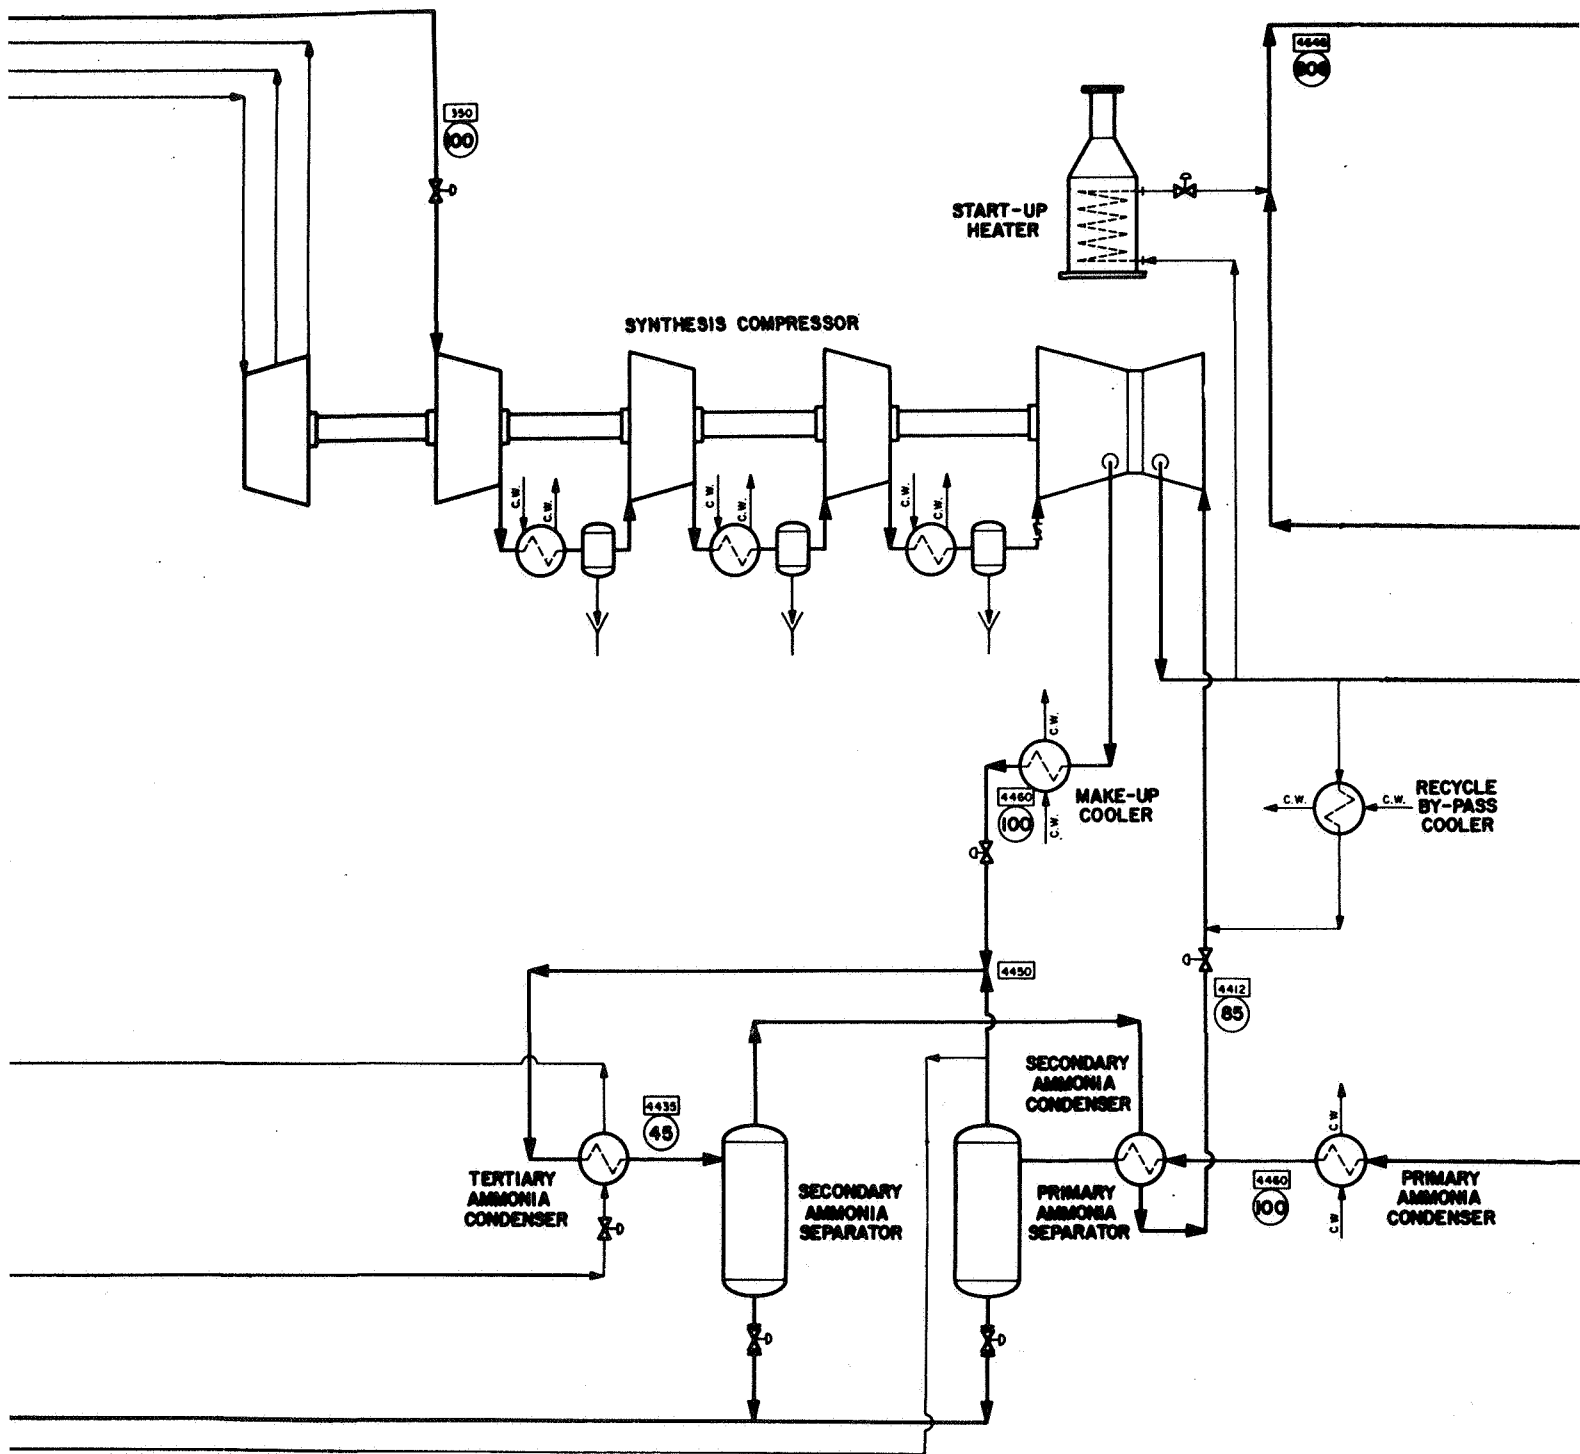 4646
350
100
START-UP
HEATER
SYNTHESIS COMPRESSOR
C.W.
C.W.
C.W.
C.W.
C.W.
C.W.
C.W.
4460
100
C.W.
MAKE-UP
COOLER
C.W.
C.W.
RECYCLE
BY-PASS
COOLER
4450
4412
85
SECONDARY
AMMONIA
CONDENSER
4435
45
C.W
TERTIARY
AMMONIA
CONDENSER
SECONDARY
AMMONIA
SEPARATOR
PRIMARY
AMMONIA
SEPARATOR
4460
100
C.W
PRIMARY
AMMONIA
CONDENSER